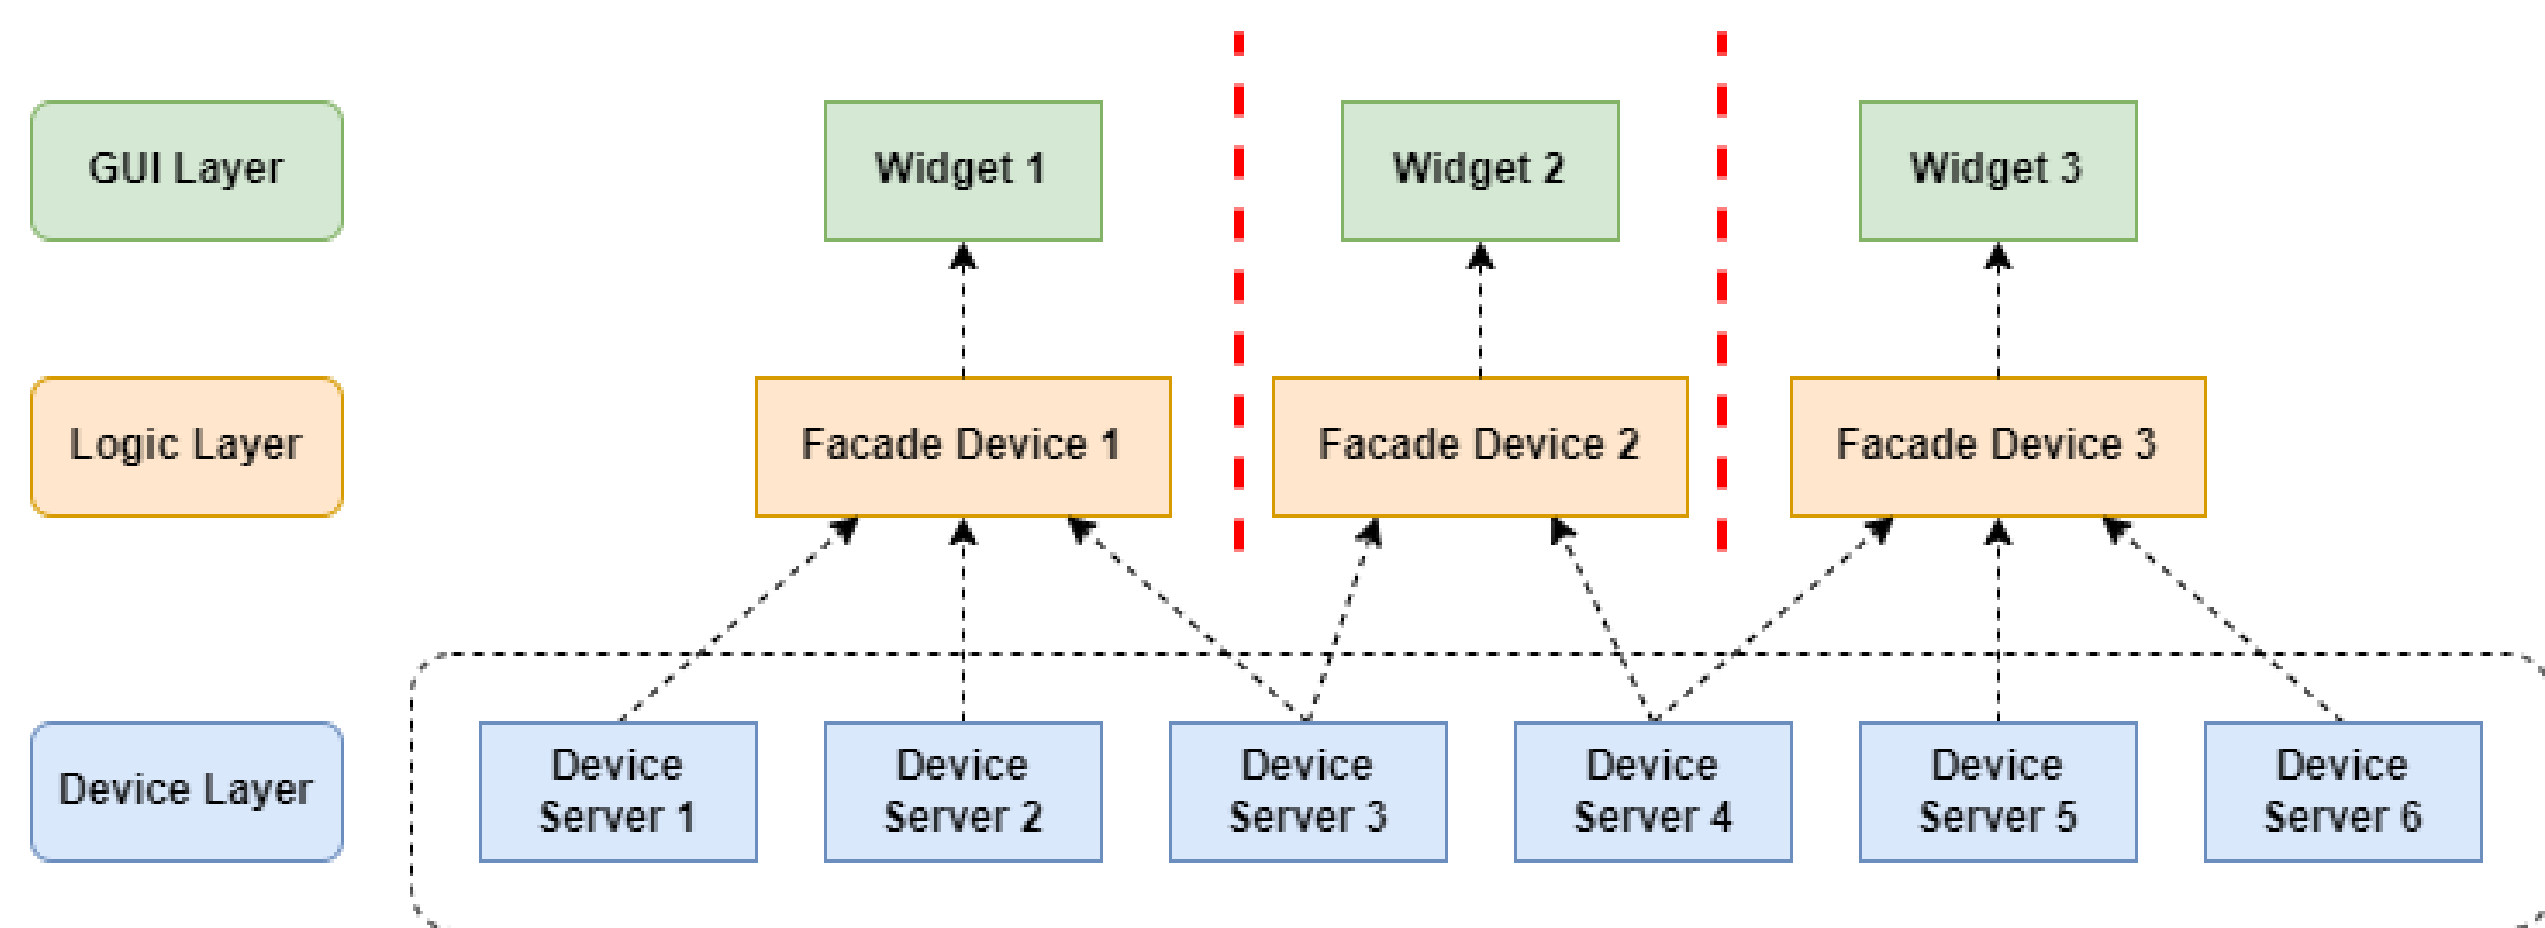 GUI Layer
Widget 1
Widget 2
Widget 3
Logic Layer
Facade Device 1
Facade Device 2
Facade Device 3
Device Layer
Device
Server 1
Device
Server 2
Device
Server 3
Device
Server 4
Device
Server 5
Device
Server 6